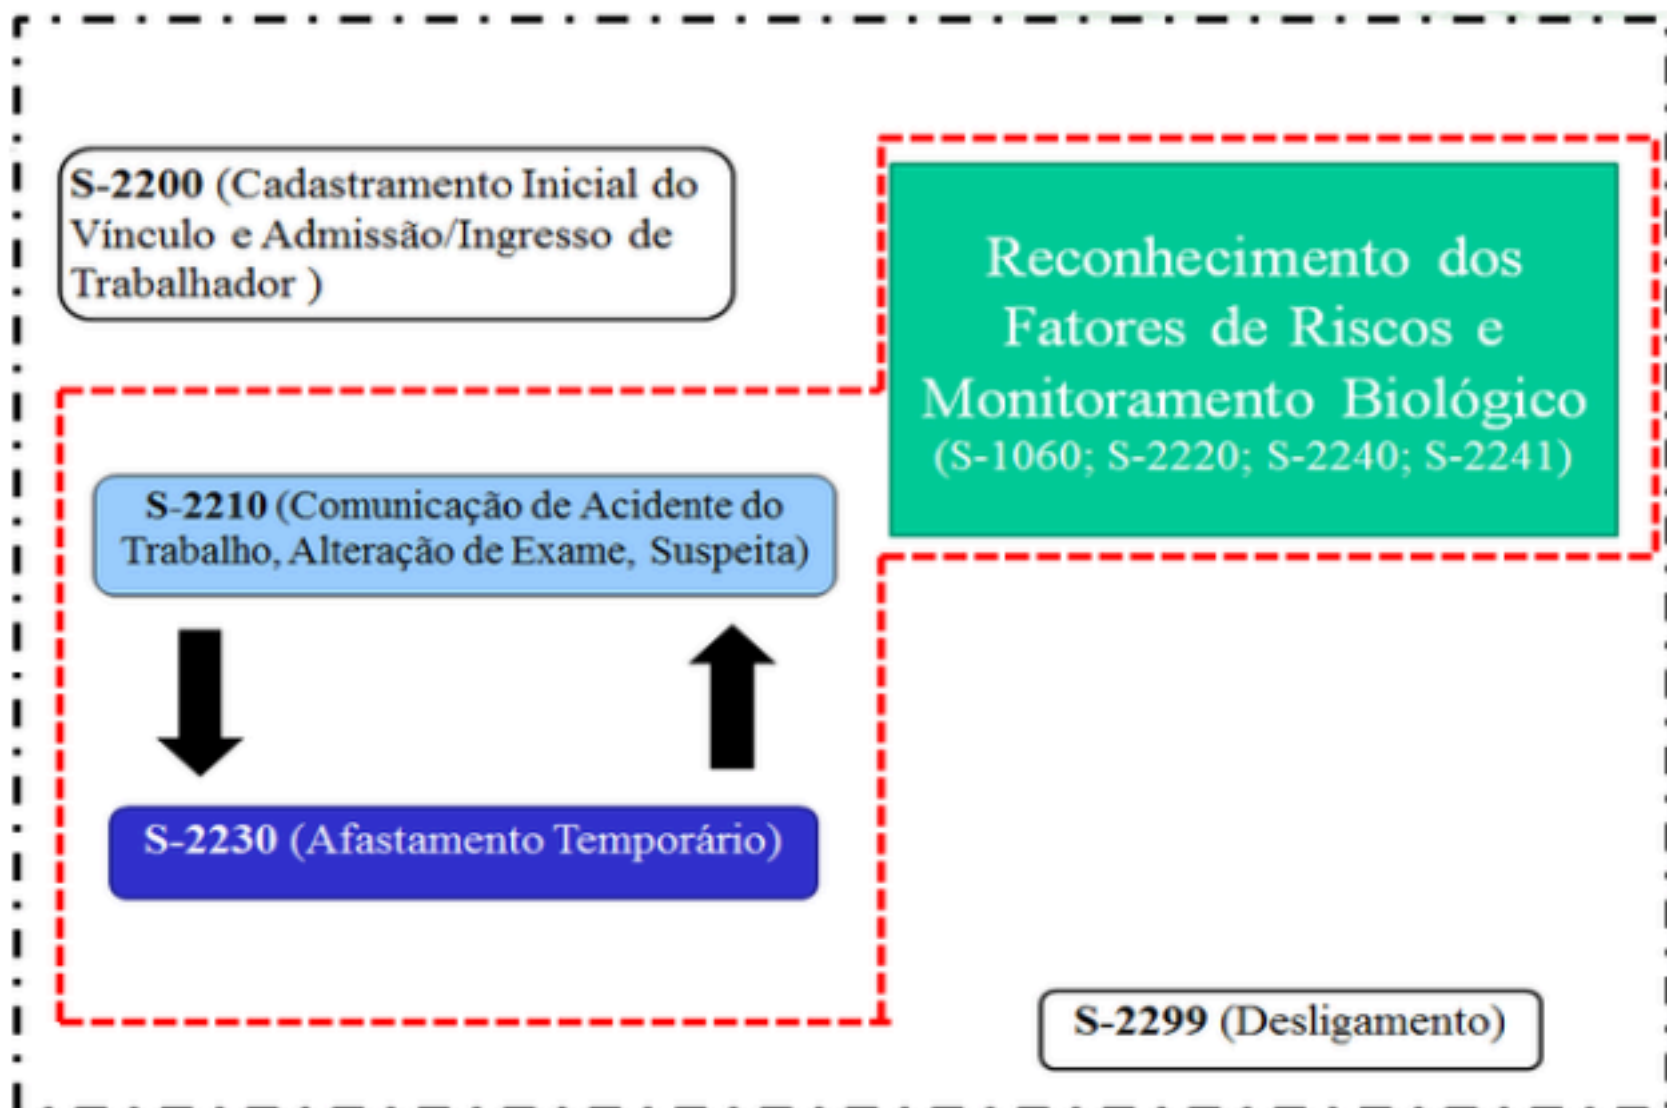 S-2200 (Cadastramento Inicial do
Vínculo e Admissão/Ingresso de
Trabalhador )
Reconhecimento dos
Fatores de Riscos e
Monitoramento Biológico
(S-1060; S-2220; S-2240; S-2241)
S-2210 (Comunicação de Acidente do
Trabalho, Alteração de Exame, Suspeita)
S-2230 (Afastamento Temporário)
S-2299 (Desligamento)